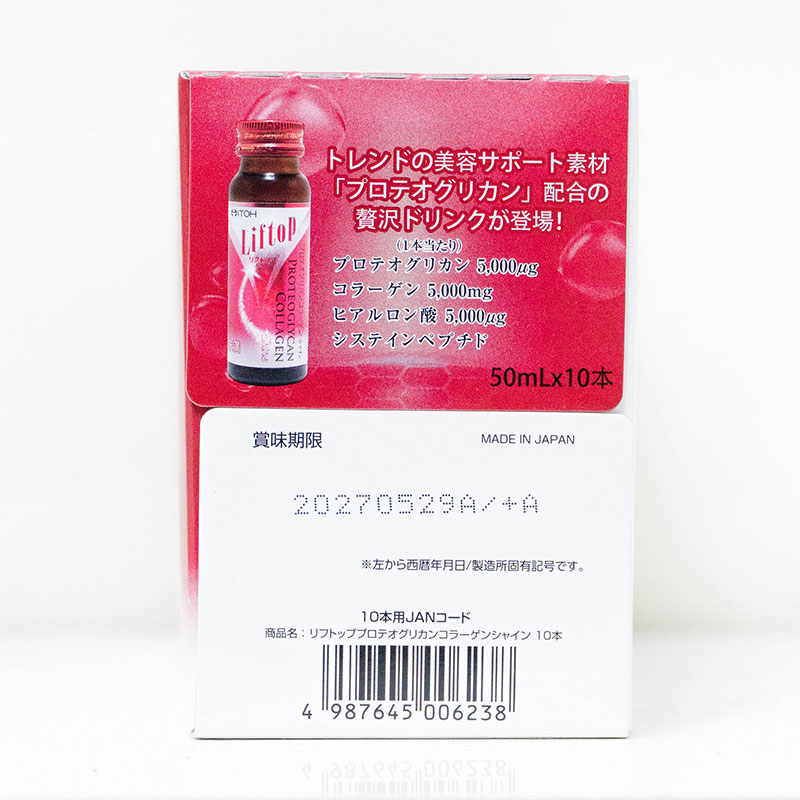 トレンドの美容サポート素材
「プロテオグリカン」配合の
贅沢ドリンクが登場!
(1本当たり)
プロテオグリカン 5,000μg
コラーゲン 5,000mg
ヒアルロン酸 5,000μg
システインペプチド
50mLx10本
ITOH
Liftop
リフトップ
PROTEOGLYCAN
COLLAGEN
賞味期限
MADE IN JAPAN
20270529A/+A
※左から西暦年月日/製造所固有記号です。
10本用JANコード
商品名:リフトッププロテオグリカンコラーゲンシャイン 10本
4 987645 006238